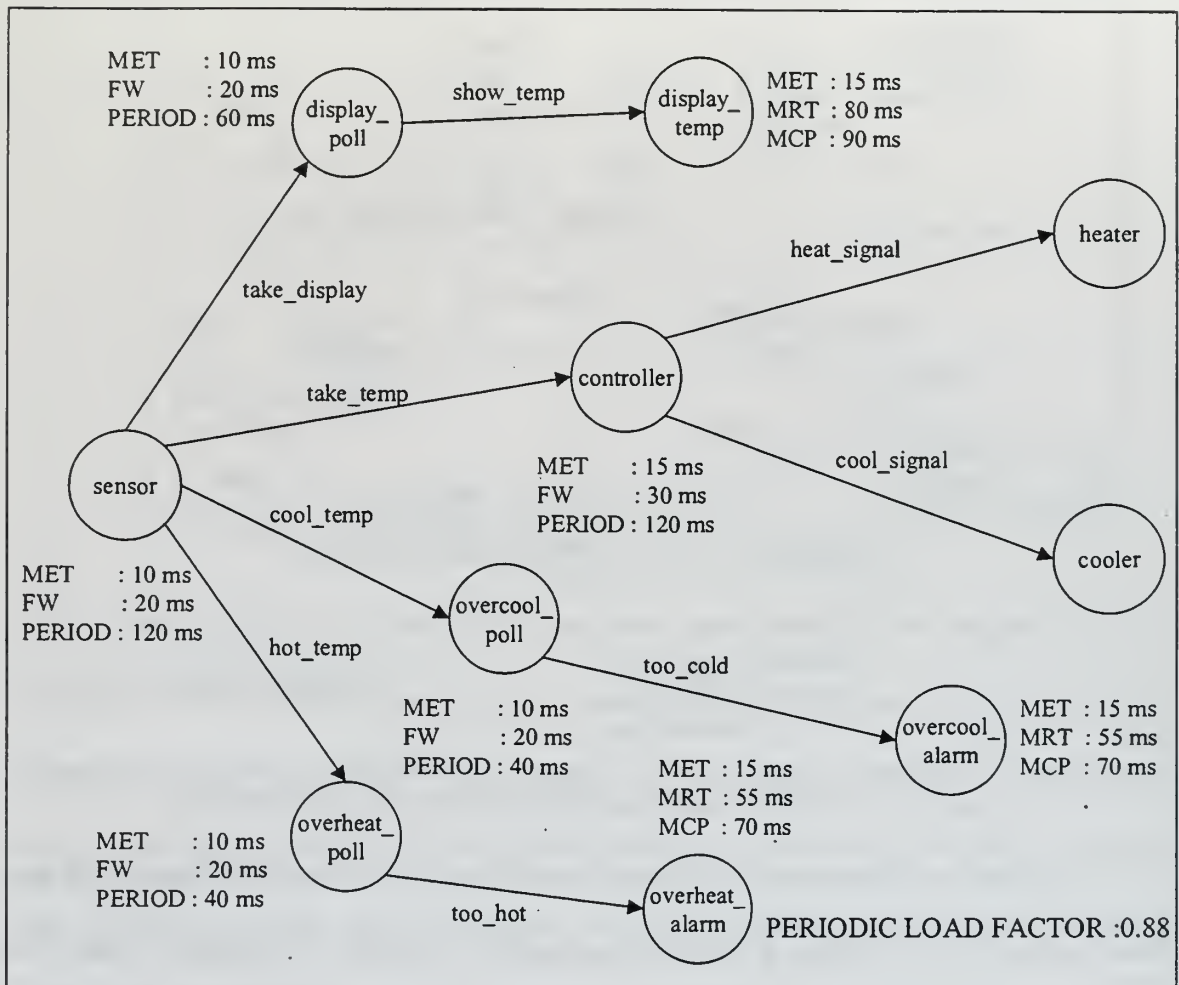 MET : 10 ms
FW : 20 ms
PERIOD : 60 ms
display_
poll
show_temp
display_
temp
MET : 15 ms
MRT : 80 ms
MCP : 90 ms
heater
heat_signal
take_display
controller
take_temp
MET : 15 ms
FW : 30 ms
PERIOD : 120 ms
cool_signal
cooler
sensor
cool_temp
MET : 10 ms
FW : 20 ms
PERIOD : 120 ms
overcool_
poll
hot_temp
too_cold
MET : 10 ms
FW : 20 ms
PERIOD : 40 ms
overcool_
alarm
MET : 15 ms
MRT : 55 ms
MCP : 70 ms
MET : 15 ms
MRT : 55 ms
MCP : 70 ms
overheat_
poll
MET : 10 ms
FW : 20 ms
PERIOD : 40 ms
too_hot
overheat_
alarm
PERIODIC LOAD FACTOR :0.88